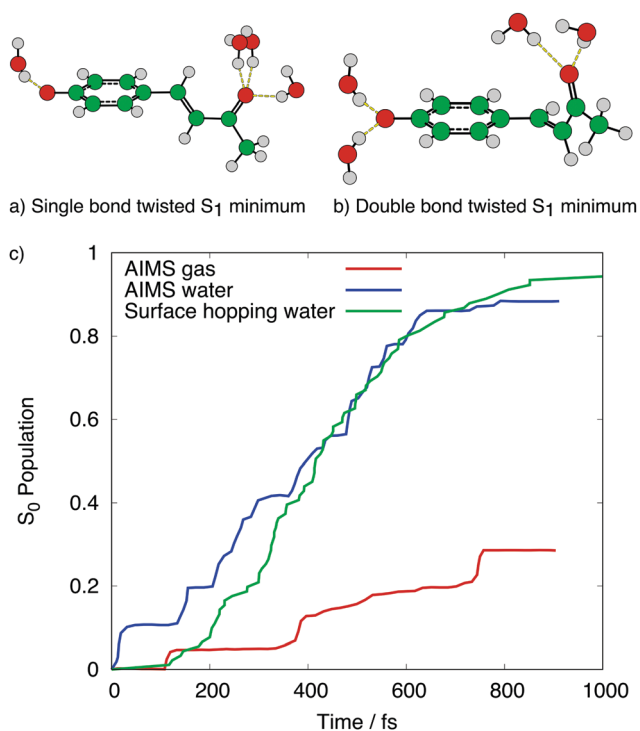 a) Single bond twisted S1 minimum
b) Double bond twisted S1 minimum
c)
AIMS gas
AIMS water
Surface hopping water
S0 Population
1
0.8
0.6
0.4
0.2
0
0 200 400 600 800 1000
Time / fs